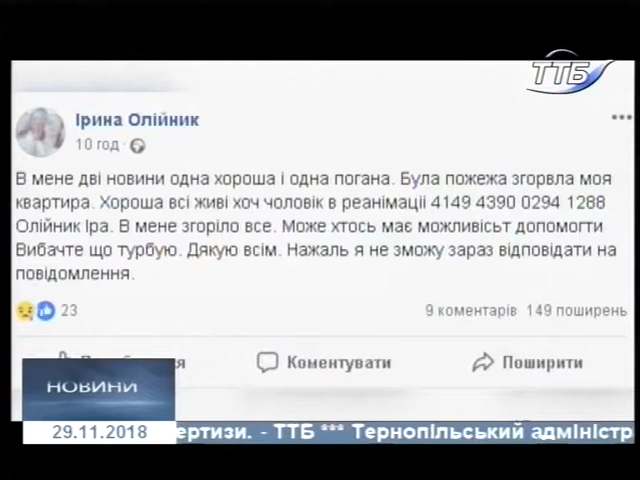 ТТБ
Ірина Олійник
10 год ·
В мене дві новини одна хороша і одна погана. Була пожежа згорвла моя
квартира. Хороша всі живі хоч чоловік в реанімації 4149 4390 0294 1288
Олійник Іра. В мене згоріло все. Може хтось має можливісьт допомогти
Вибачте що турбую. Дякую всім. Нажаль я не зможу зараз відповідати на
повідомлення.
23
9 коментарів 149 поширень
Коментувати
Поширити
НОВИНИ
29.11.2018
ертизи. - ТТБ *** Тернопільський адміністр